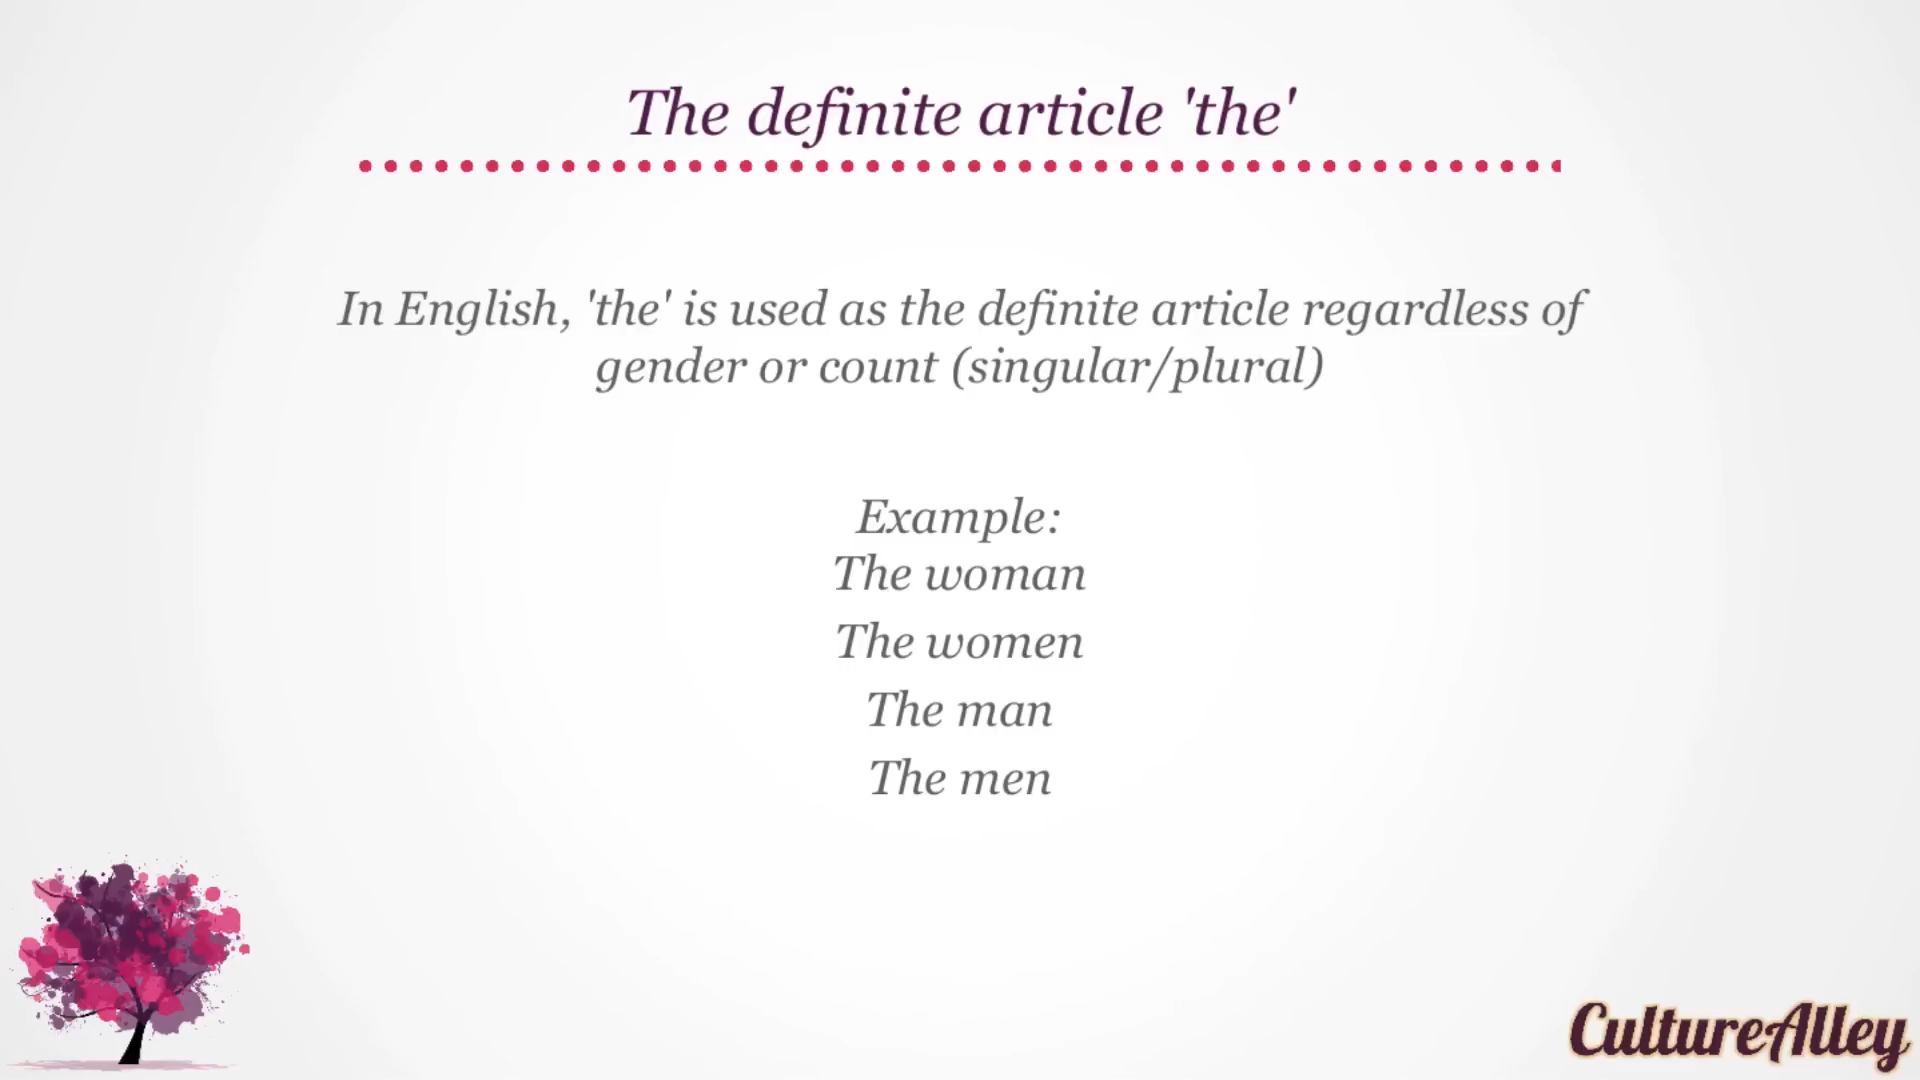 The definite article 'the'
In English, 'the' is used as the definite article regardless of
gender or count (singular/plural)
Example:
The woman
The women
The man
The men
CultureAlley